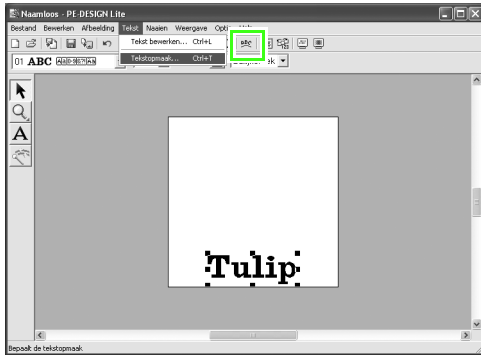 Naamloos - PE-DESIGN Lite
Bestand Bewerken Afbeelding Tekst Naaien Weergave
Tekst bewerken... Ctrl+L
Tekstopmaak... Ctrl+T
01 ABC
Tulip
Bepaalt de tekstopmaak